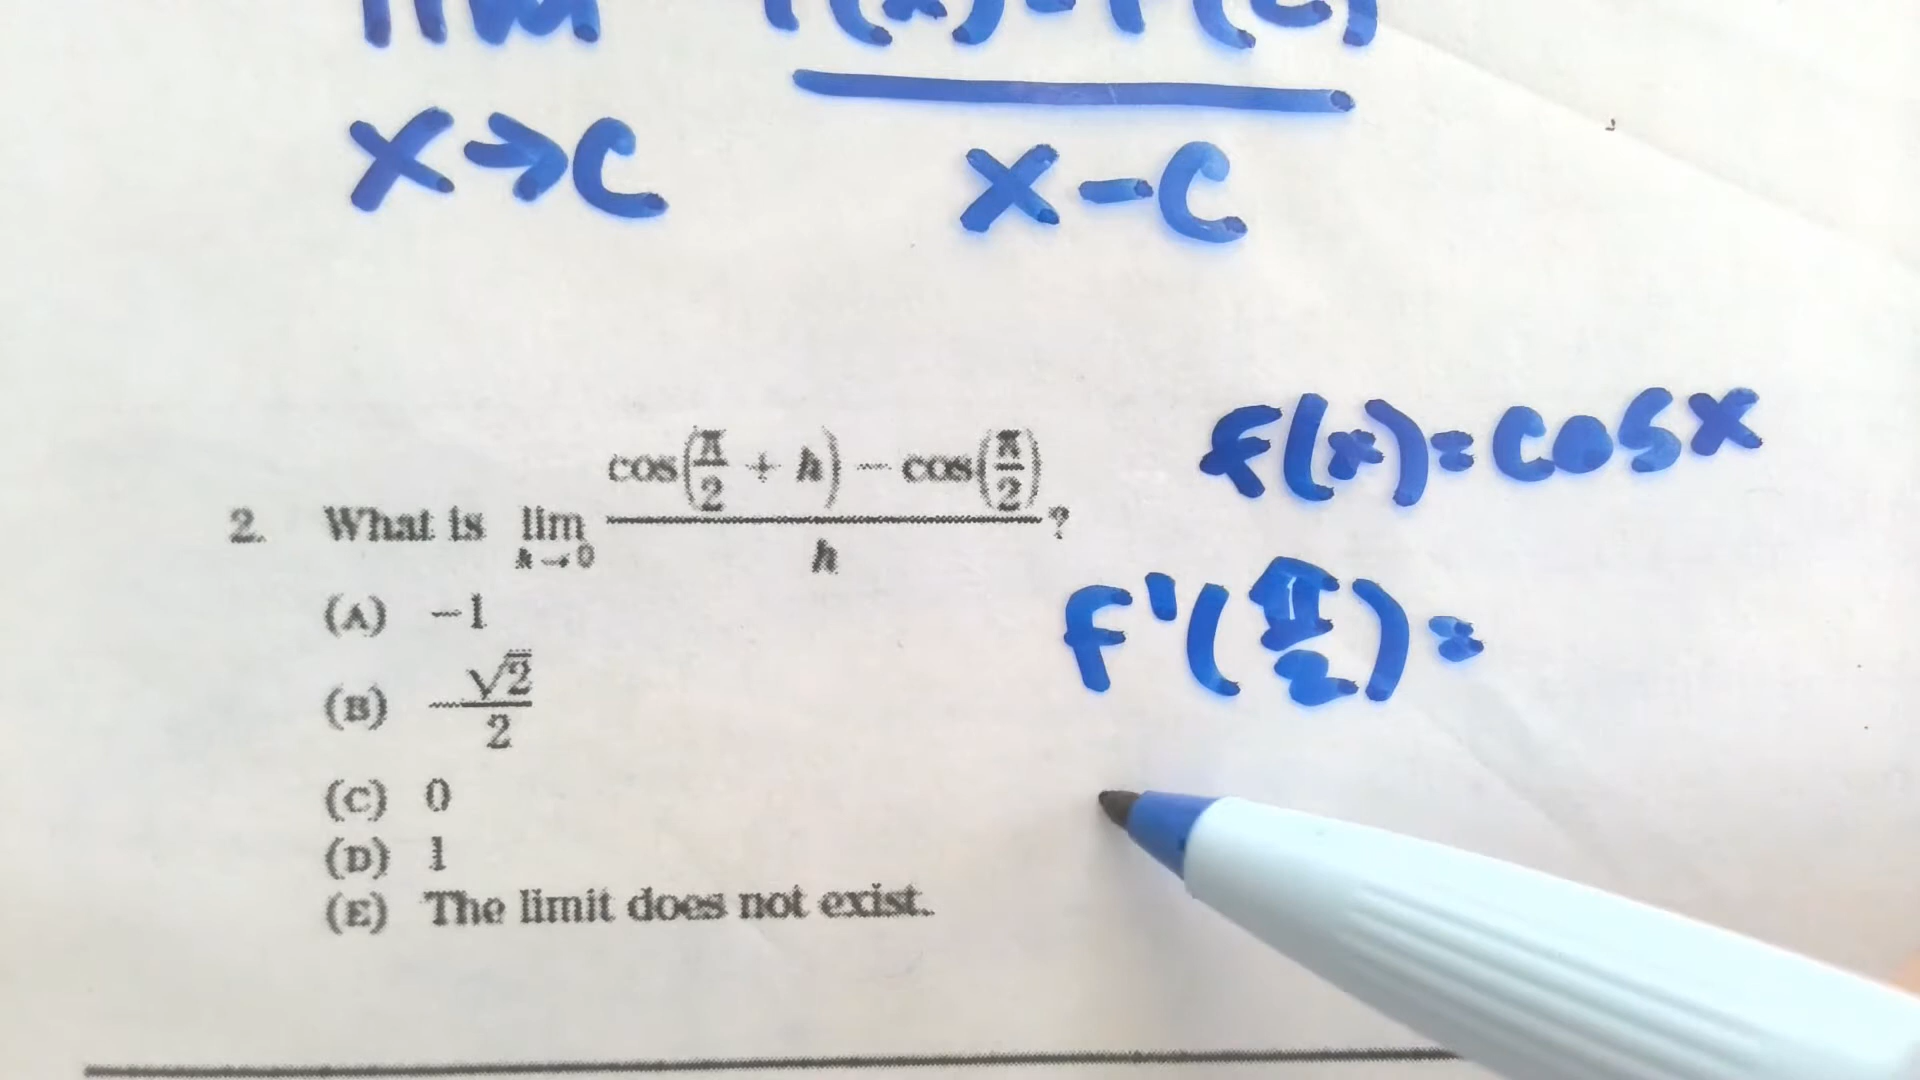 lim f(x)-f(c)
x→c x-c
f(x)=cosx
2. What is lim h→0 cos(π/2 + h) − cos(π/2) / h ?
f'(π/2)=
(A) −1
(B) −√2/2
(C) 0
(D) 1
(E) The limit does not exist.